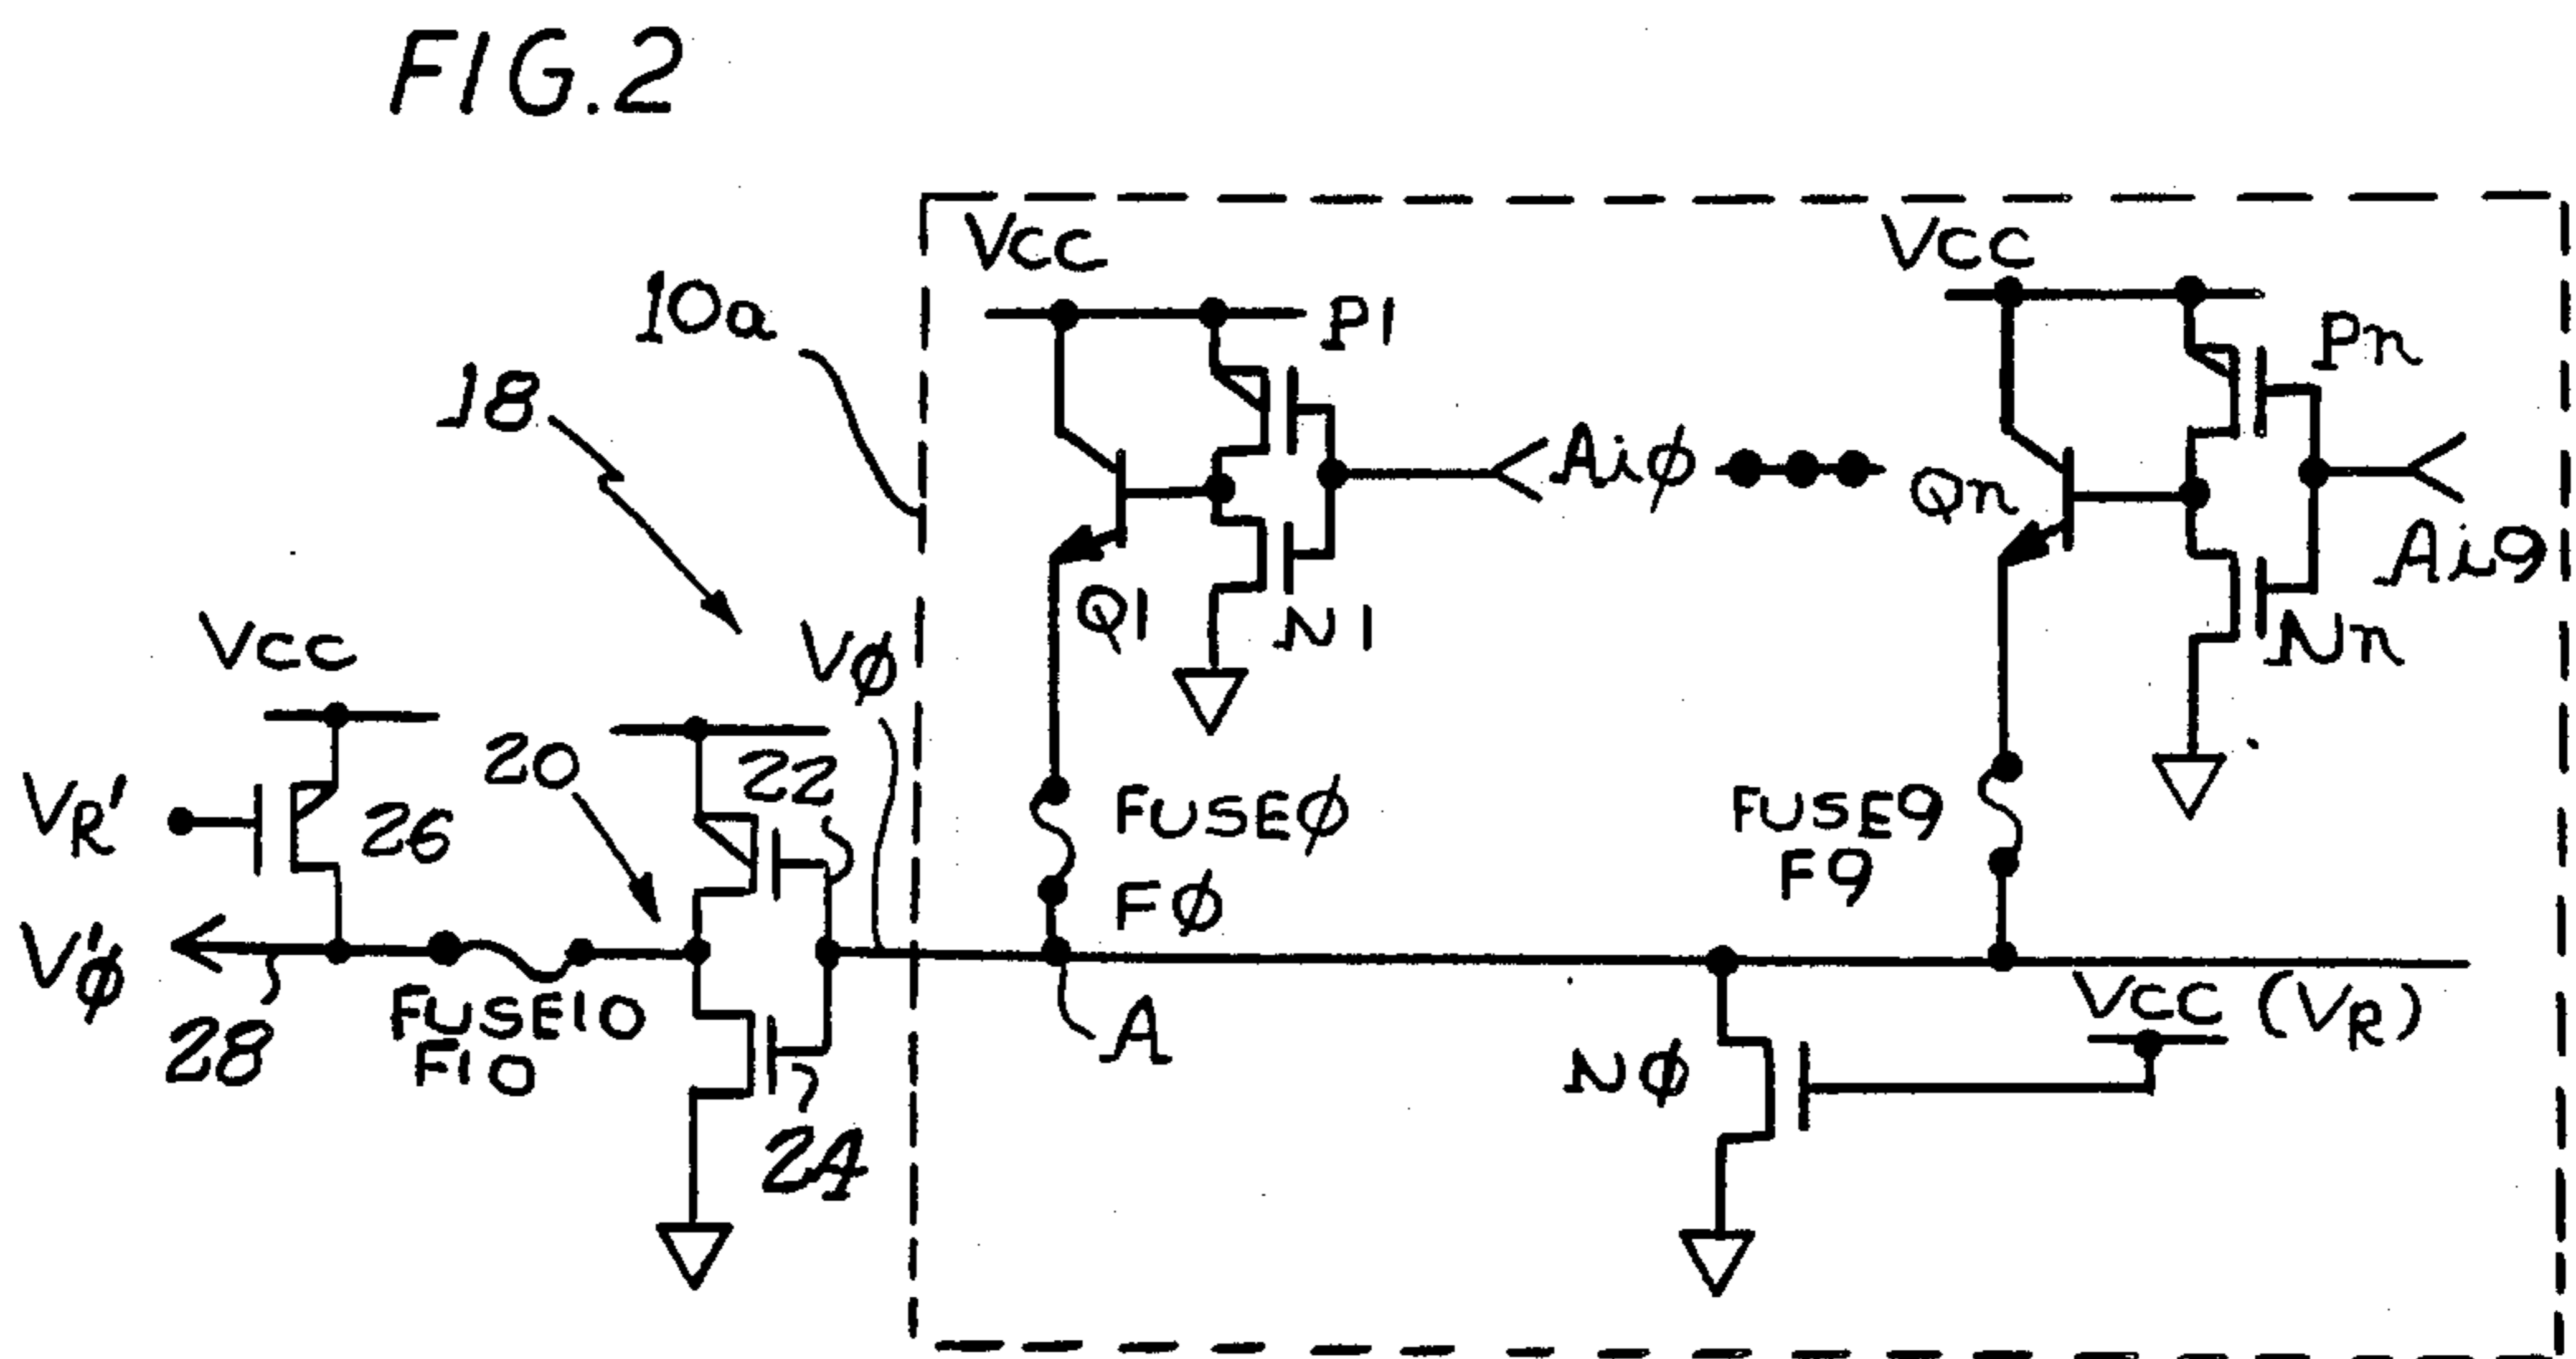 FIG.2
Vcc
Vcc
10a
P1
Pn
18
Aiφ
Qn
Ai9
Q1
N1
Nn
Vcc
Vφ
20
22
VR'
26
FUSEφ
Fφ
FUSE9
F9
V'φ
28
FUSE10
F10
24
A
Nφ
Vcc (VR)